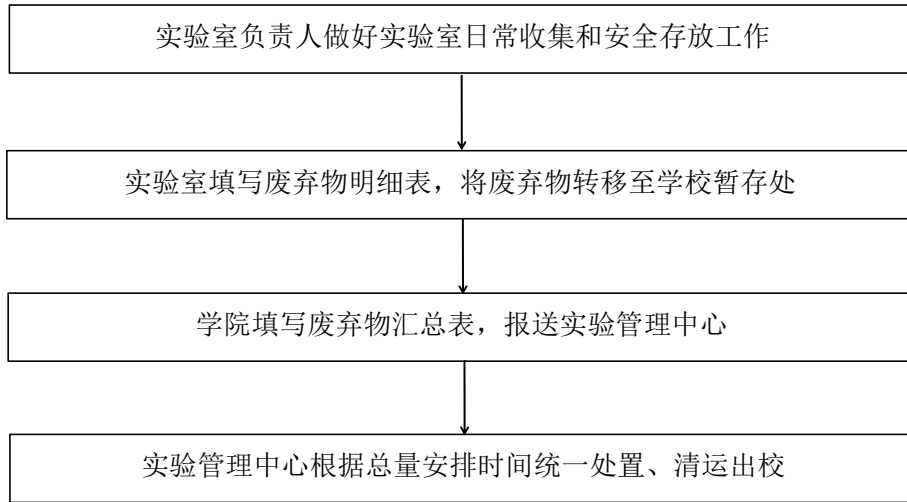 实验室负责人做好实验室日常收集和安全存放工作
实验室填写废弃物明细表，将废弃物转移至学校暂存处
学院填写废弃物汇总表，报送实验管理中心
实验管理中心根据总量安排时间统一处置、清运出校